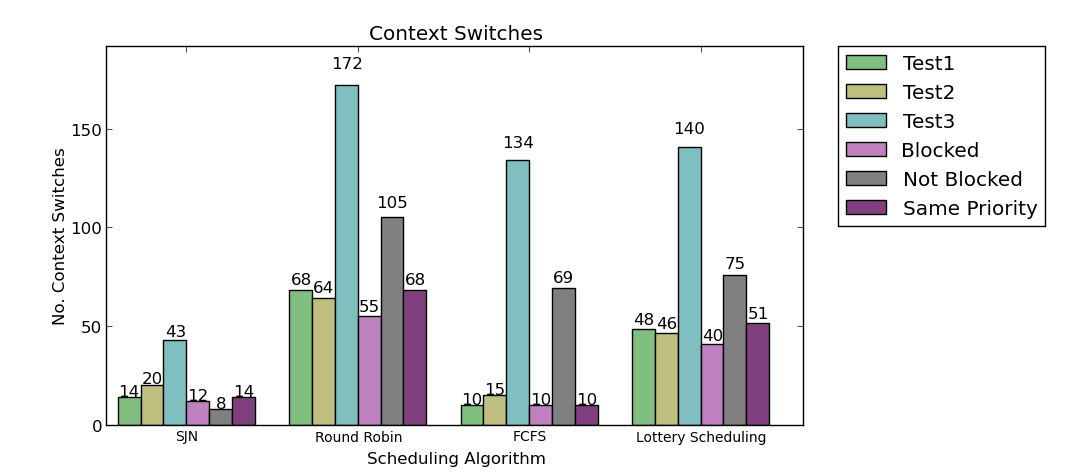 Context Switches
172
150
134
140
105
100
68
64
55
68
69
75
50
43
48
46
40
51
14
20
12
8
14
10
15
10
10
0
SJN
Round Robin
FCFS
Lottery Scheduling
No. Context Switches
Scheduling Algorithm
Test1
Test2
Test3
Blocked
Not Blocked
Same Priority